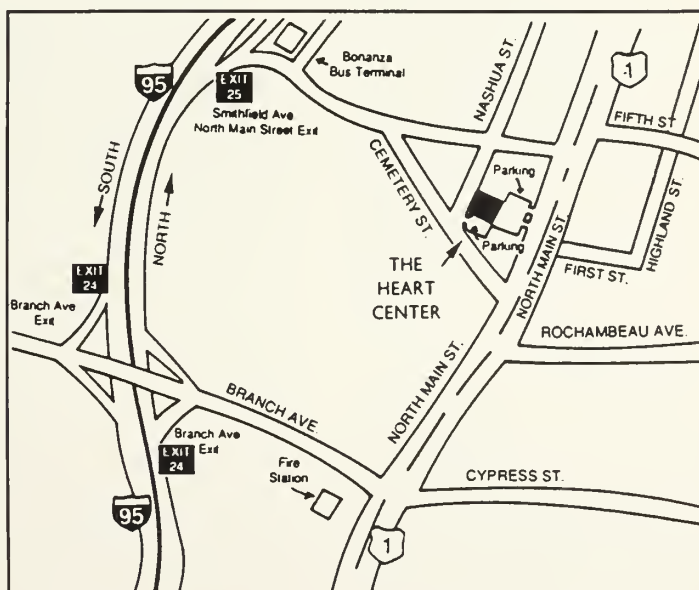 95
EXIT
25
Smithfield Ave
North Main Street Exit
Bonanza
Bus Terminal
NASHUA ST.
1
FIFTH ST
SOUTH
NORTH
CEMETERY ST.
Parking
Parking
HIGHLAND ST.
NORTH MAIN ST.
FIRST ST.
THE
HEART
CENTER
EXIT
24
Branch Ave
Exit
ROCHAMBEAU AVE.
BRANCH AVE.
NORTH MAIN ST.
Branch Ave
Exit
EXIT
24
Fire
Station
CYPRESS ST.
95
1